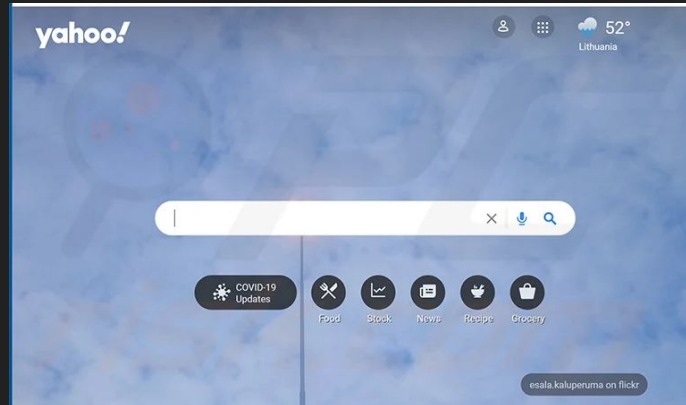 yahoo!
52°
Lithuania
COVID-19
Updates
Food
Stock
News
Recipe
Grocery
esala.kaluperuma on flickr